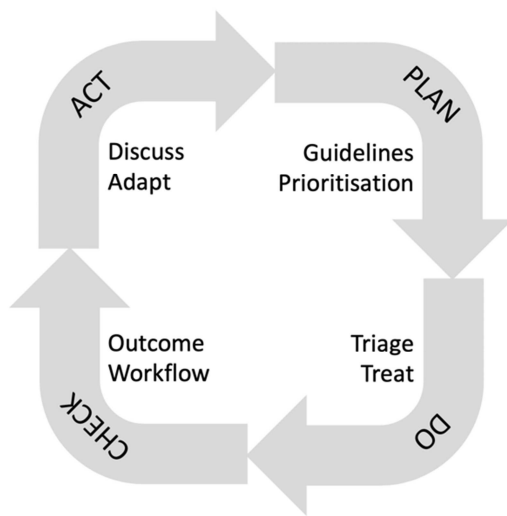 ACT
PLAN
Discuss
Adapt
Guidelines
Prioritisation
Outcome
Workflow
Triage
Treat
CHECK
DO